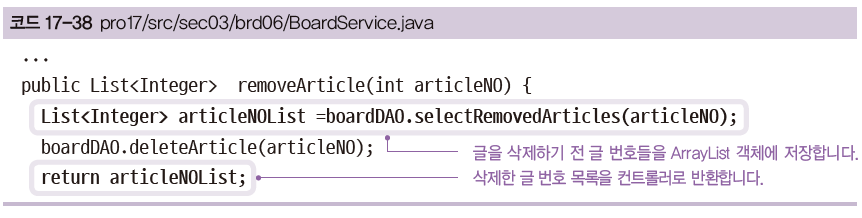 코드 17-38 pro17/src/sec03/brd06/BoardService.java
...
public List<Integer>  removeArticle(int articleNO) {
List<Integer> articleNOList =boardDAO.selectRemovedArticles(articleNO);
boardDAO.deleteArticle(articleNO);
글을 삭제하기 전 글 번호들을 ArrayList 객체에 저장합니다.
return articleNOList;
삭제한 글 번호 목록을 컨트롤러로 반환합니다.